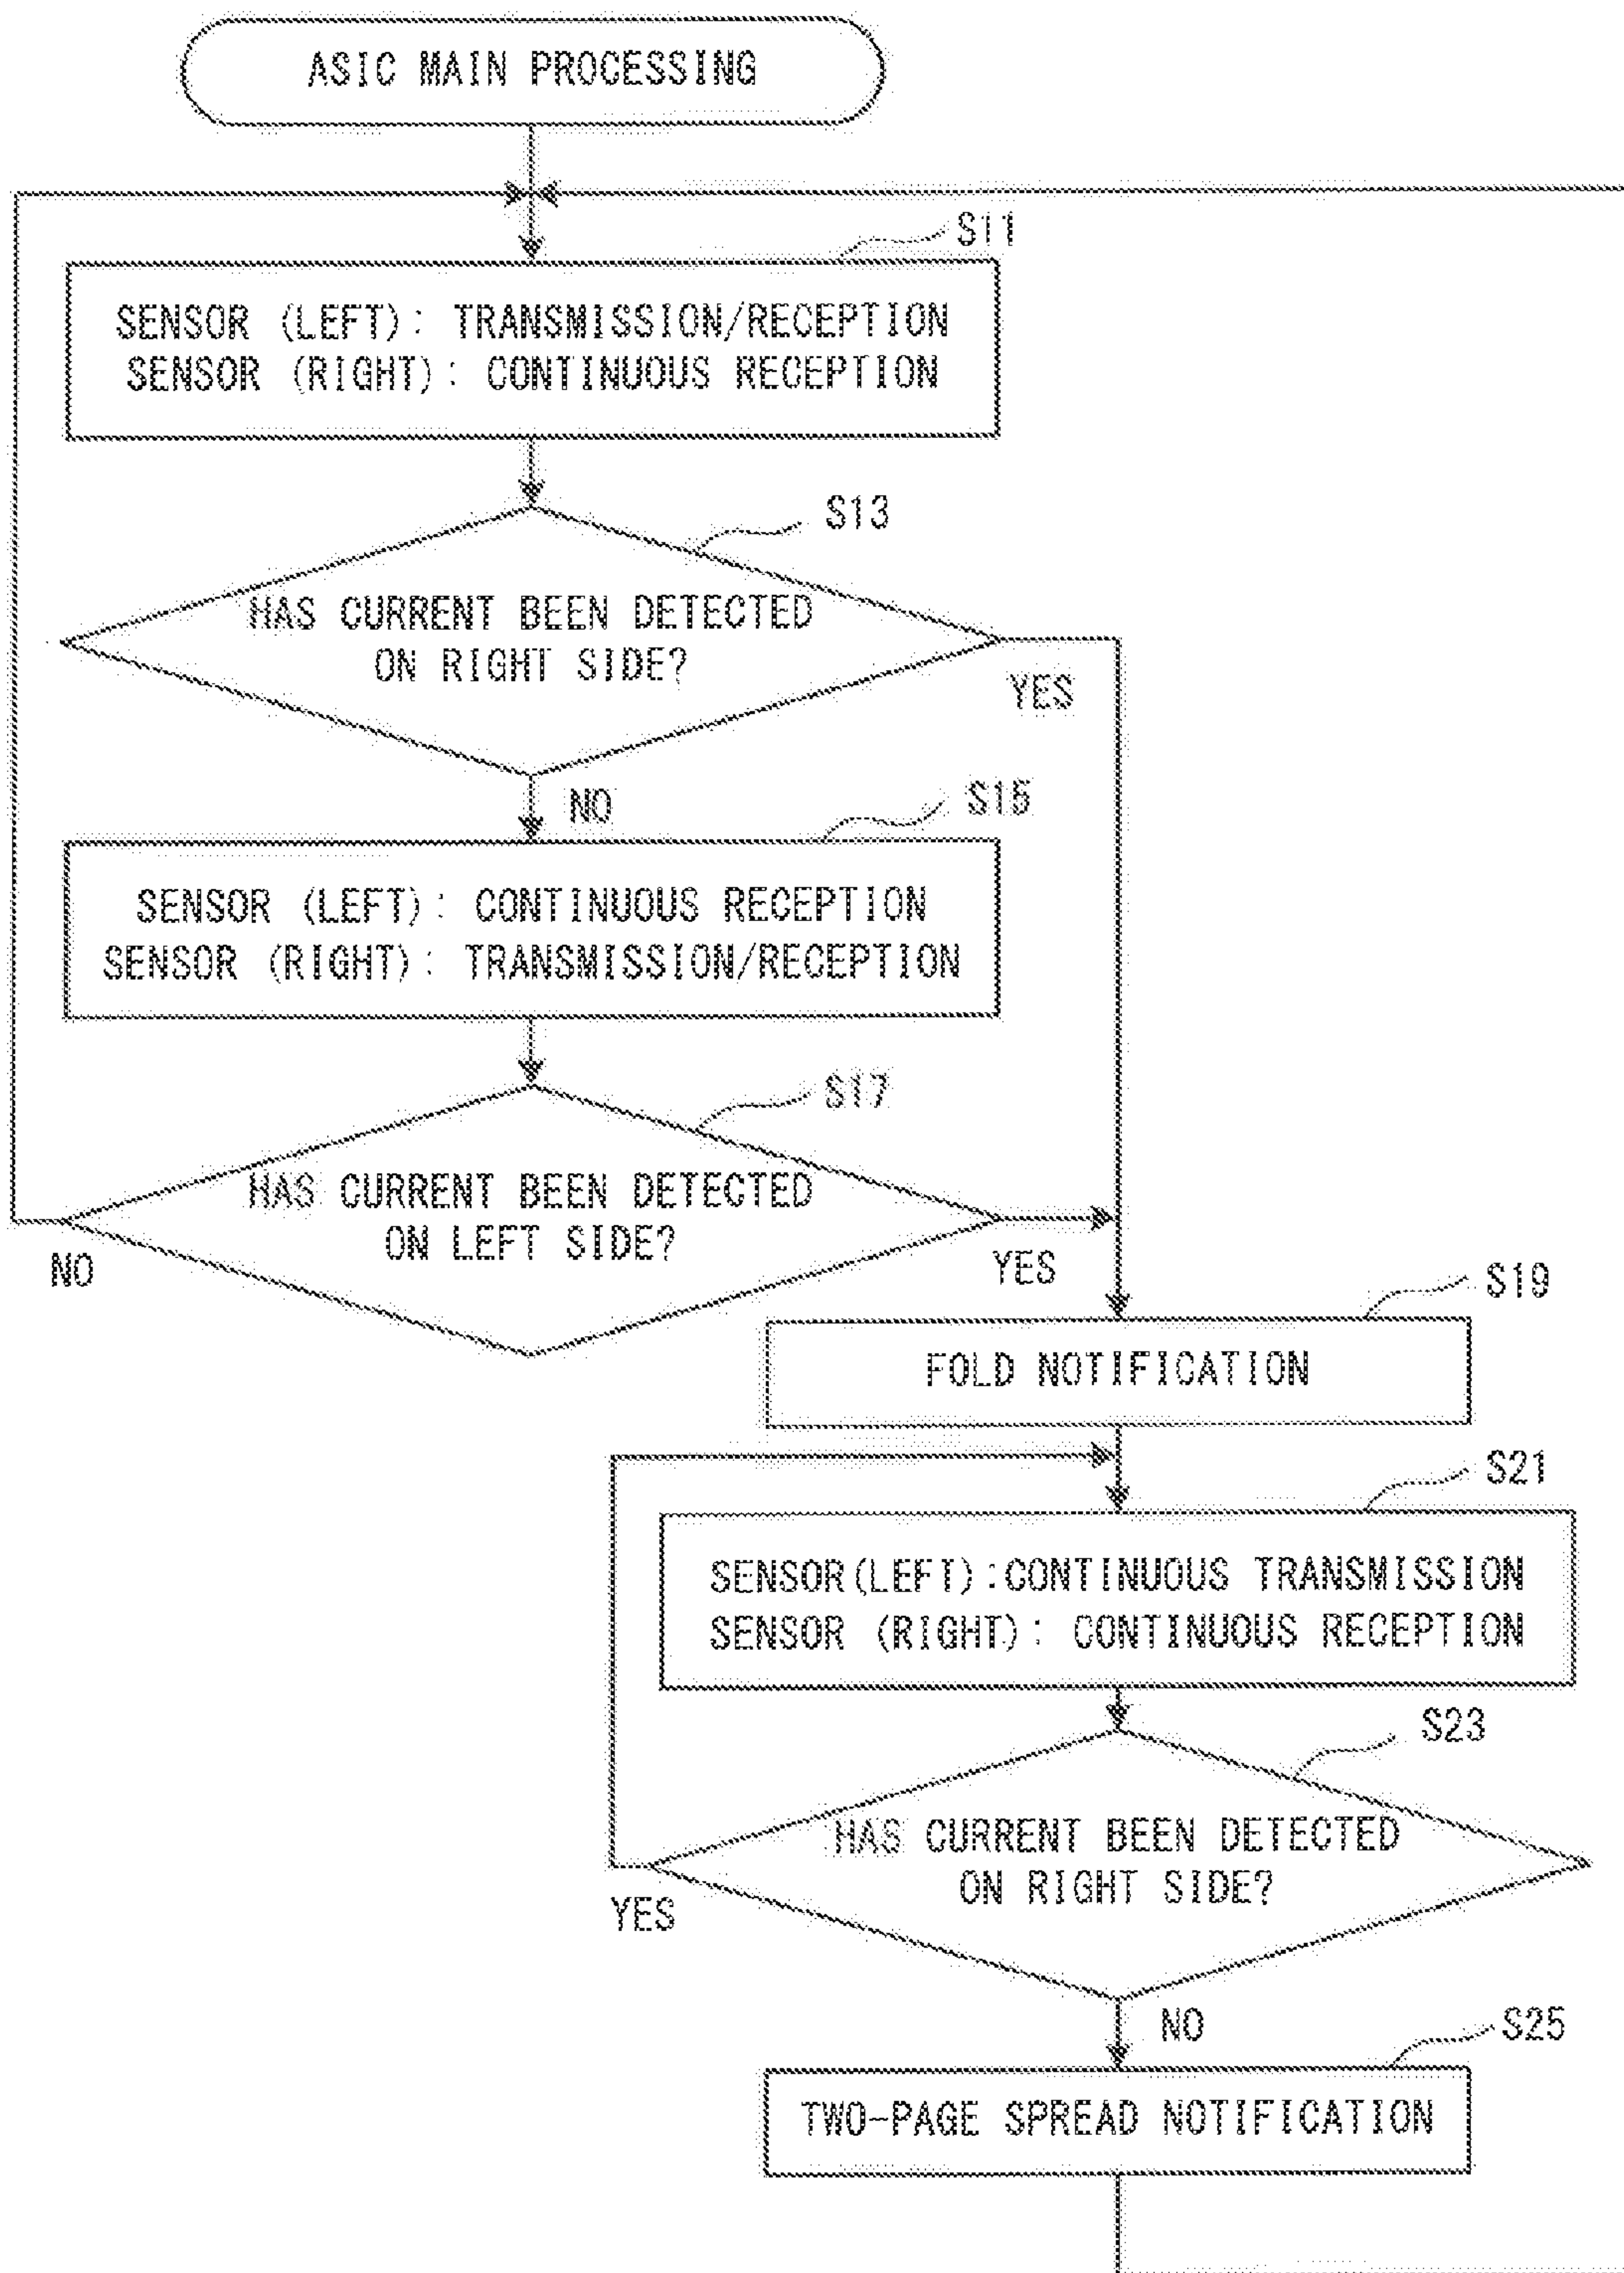 ASIC MAIN PROCESSING
S11
SENSOR (LEFT): TRANSMISSION/RECEPTION
SENSOR (RIGHT): CONTINUOUS RECEPTION
S13
HAS CURRENT BEEN DETECTED
ON RIGHT SIDE?
YES
NO
S15
SENSOR (LEFT): CONTINUOUS RECEPTION
SENSOR (RIGHT): TRANSMISSION/RECEPTION
S17
HAS CURRENT BEEN DETECTED
ON LEFT SIDE?
NO
YES
S19
FOLD NOTIFICATION
S21
SENSOR(LEFT):CONTINUOUS TRANSMISSION
SENSOR (RIGHT): CONTINUOUS RECEPTION
S23
HAS CURRENT BEEN DETECTED
ON RIGHT SIDE?
YES
NO
S25
TWO-PAGE SPREAD NOTIFICATION